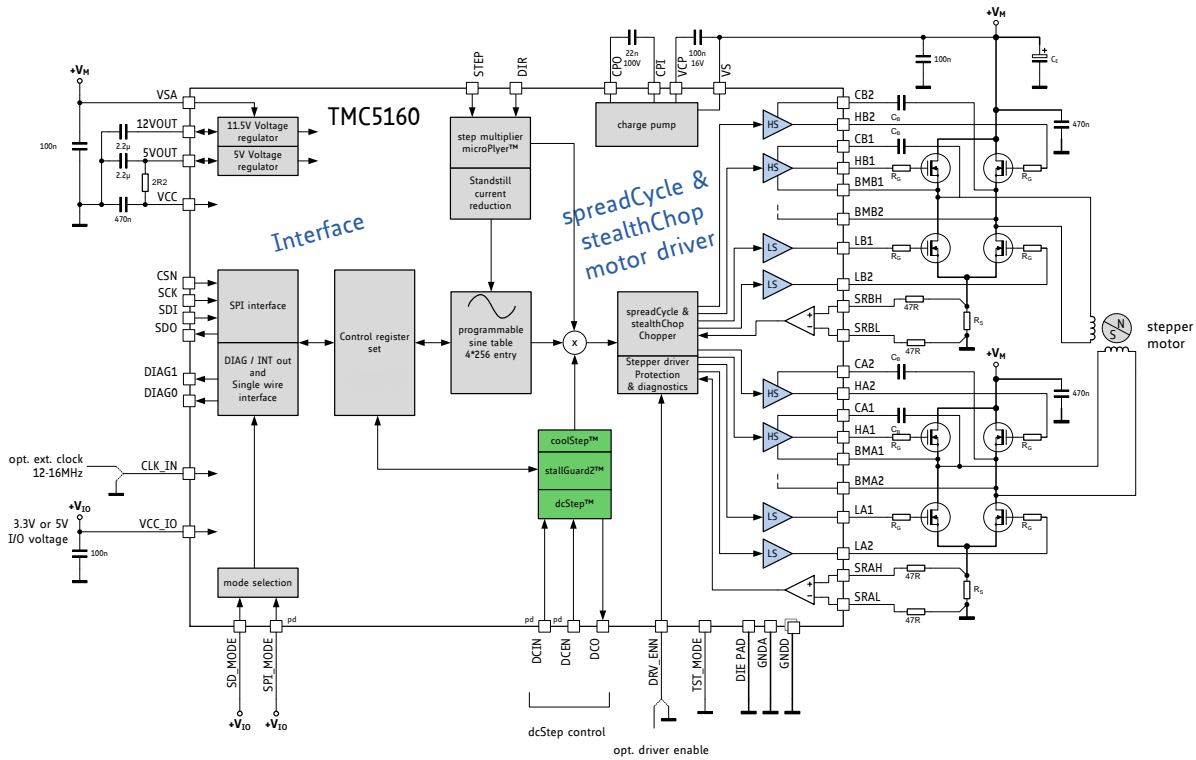 +VM
VSA
12VOUT
5VOUT
VCC
100n
2.2µ
2.2µ
2R2
470n
11.5V Voltage
regulator
5V Voltage
regulator
TMC5160
STEP
DIR
step multiplier
microPlyer™
Standstill
current
reduction
CPO
CPI
VCP
VS
22n
100V
100n
16V
charge pump
+VM
100n
+
CE
470n
Interface
spreadCycle &
stealthChop
motor driver
CSN
SCK
SDI
SDO
DIAG1
DIAG0
SPI interface
DIAG / INT out
and
Single wire
interface
Control register
set
programmable
sine table
4*256 entry
x
spreadCycle &
stealthChop
Chopper
Stepper driver
Protection
& diagnostics
coolStep™
stallGuard2™
dcStep™
HS
HS
LS
LS
+
−
CB2
HB2
CB1
HB1
BMB1
BMB2
LB1
LB2
SRBH
SRBL
CB
CB
RG
RG
RG
RG
47R
47R
RS
N
S
stepper
motor
+VM
470n
HS
HS
LS
LS
+
−
CA2
HA2
CA1
HA1
BMA1
BMA2
LA1
LA2
SRAH
SRAL
CB
CB
RG
RG
RG
RG
47R
47R
RS
opt. ext. clock
12-16MHz
CLK_IN
+VIO
3.3V or 5V
I/O voltage
VCC_IO
100n
mode selection
pd
pd
pd
SD_MODE
SPI_MODE
+VIO
+VIO
DCIN
DCEN
DCO
DRV_ENN
TST_MODE
DIE PAD
GNDA
GNDD
dcStep control
opt. driver enable